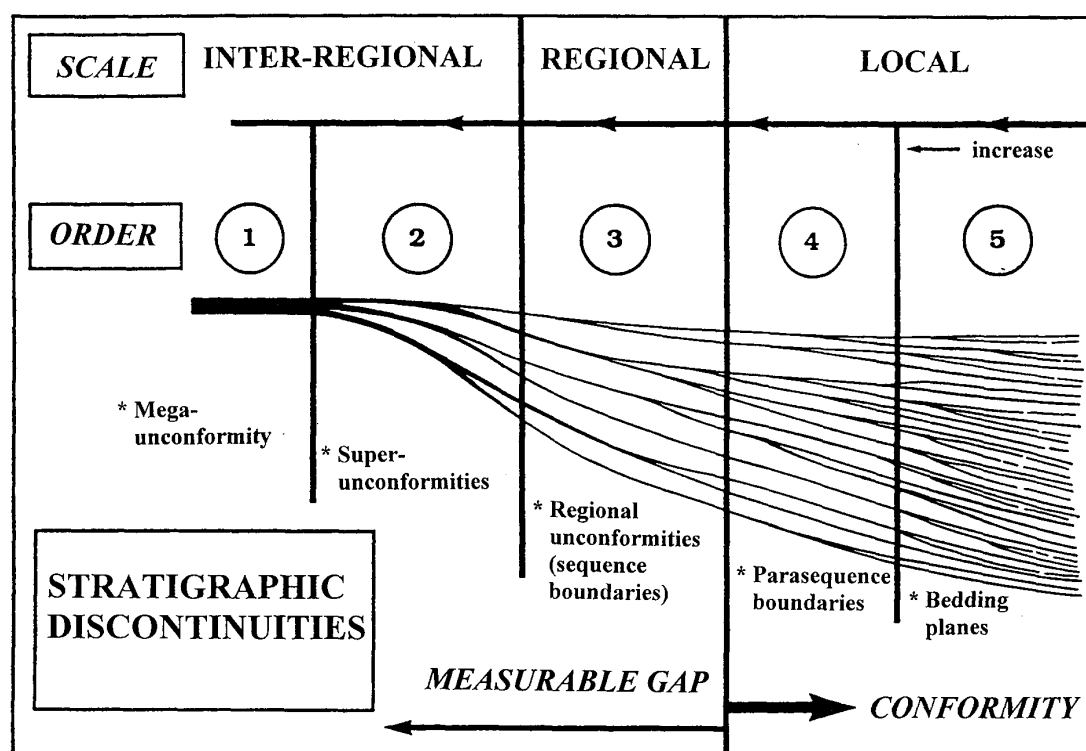 SCALE
INTER-REGIONAL
REGIONAL
LOCAL
increase
ORDER
1
2
3
4
5
* Mega-
unconformity
* Super-
unconformities
* Regional
unconformities
(sequence
boundaries)
* Parasequence
boundaries
* Bedding
planes
STRATIGRAPHIC
DISCONTINUITIES
MEASURABLE GAP
CONFORMITY